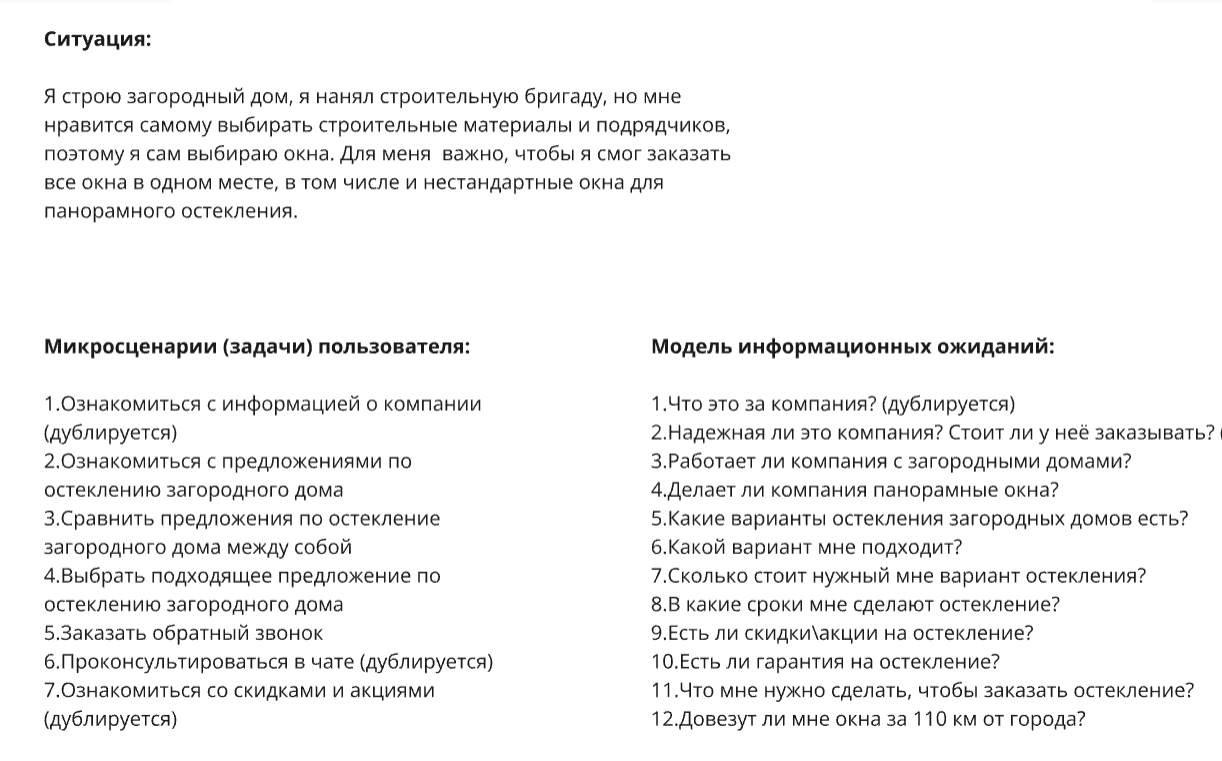 Ситуация:
Я строю загородный дом, я нанял строительную бригаду, но мне
нравится самому выбирать строительные материалы и подрядчиков,
поэтому я сам выбираю окна. Для меня  важно, чтобы я смог заказать
все окна в одном месте, в том числе и нестандартные окна для
панорамного остекления.
Микросценарии (задачи) пользователя:
1.Ознакомиться с информацией о компании
(дублируется)
2.Ознакомиться с предложениями по
остеклению загородного дома
3.Сравнить предложения по остекление
загородного дома между собой
4.Выбрать подходящее предложение по
остеклению загородного дома
5.Заказать обратный звонок
6.Проконсультироваться в чате (дублируется)
7.Ознакомиться со скидками и акциями
(дублируется)
Модель информационных ожиданий:
1.Что это за компания? (дублируется)
2.Надежная ли это компания? Стоит ли у неё заказывать? (
3.Работает ли компания с загородными домами?
4.Делает ли компания панорамные окна?
5.Какие варианты остекления загородных домов есть?
6.Какой вариант мне подходит?
7.Сколько стоит нужный мне вариант остекления?
8.В какие сроки мне сделают остекление?
9.Есть ли скидки\акции на остекление?
10.Есть ли гарантия на остекление?
11.Что мне нужно сделать, чтобы заказать остекление?
12.Довезут ли мне окна за 110 км от города?